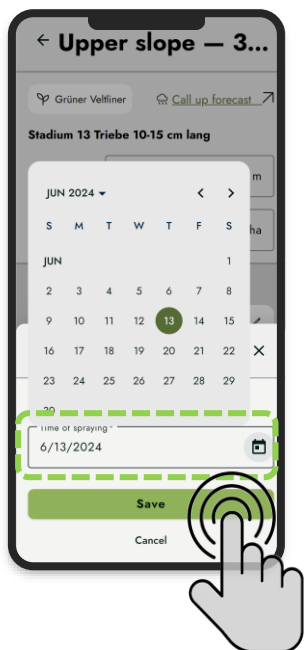 ← Upper slope — 3...
Grüner Veltliner
Call up forecast
Stadium 13 Triebe 10-15 cm lang
m
JUN 2024
S M T W T F S
ha
JUN 1
2 3 4 5 6 7 8
9 10 11 12 13 14 15
16 17 18 19 20 21 22
23 24 25 26 27 28 29
30
Time of spraying *
6/13/2024
Save
Cancel